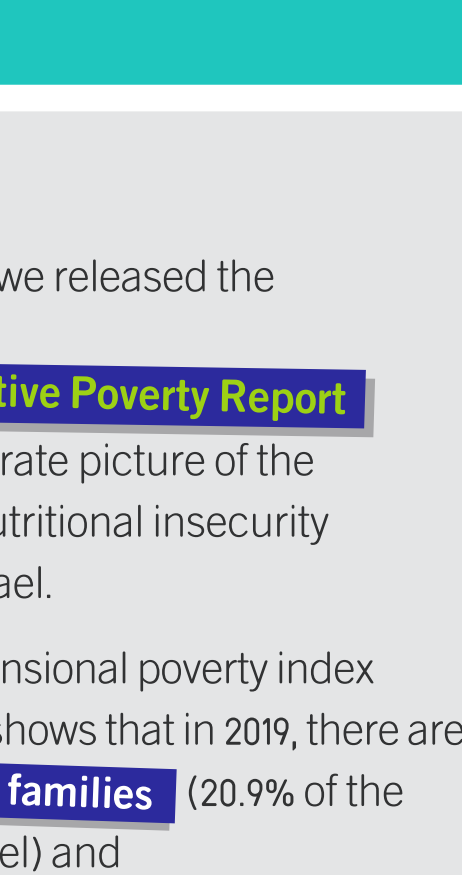 we released the
tive Poverty Report
rate picture of the
utritional insecurity
ael.
nsional poverty index
shows that in 2019, there are
families (20.9% of the
el) and